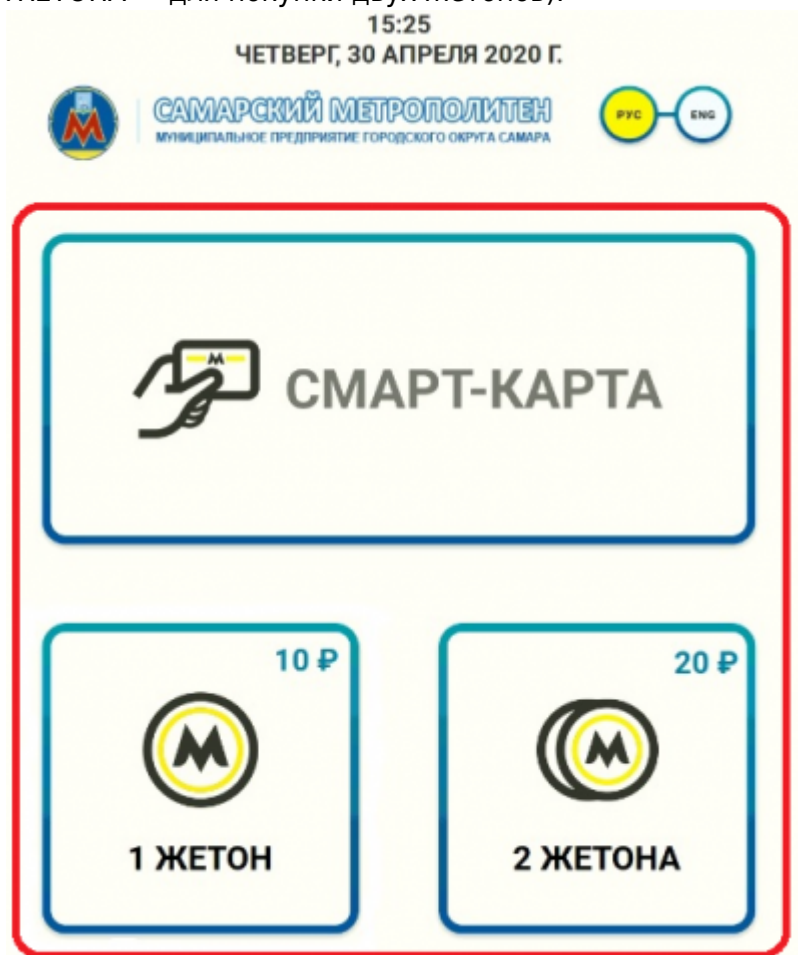 15:25
ЧЕТВЕРГ, 30 АПРЕЛЯ 2020 Г.
САМАРСКИЙ МЕТРОПОЛИТЕН
МУНИЦИПАЛЬНОЕ ПРЕДПРИЯТИЕ ГОРОДСКОГО ОКРУГА САМАРА
РУС
ENG
М
СМАРТ-КАРТА
10 ₽
М
1 ЖЕТОН
20 ₽
М
2 ЖЕТОНА